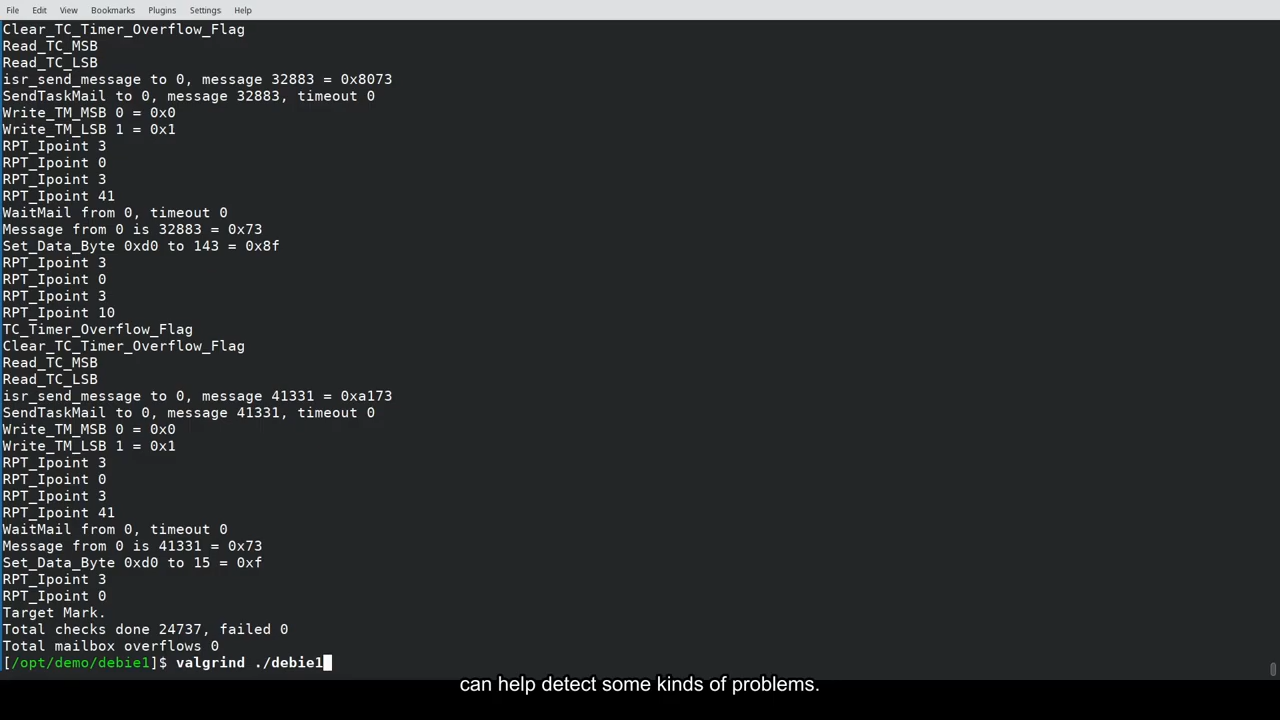 File Edit View Bookmarks Plugins Settings Help
Clear_TC_Timer_Overflow_Flag
Read_TC_MSB
Read_TC_LSB
isr_send_message to 0, message 32883 = 0x8073
SendTaskMail to 0, message 32883, timeout 0
Write_TM_MSB 0 = 0x0
Write_TM_LSB 1 = 0x1
RPT_Ipoint 3
RPT_Ipoint 0
RPT_Ipoint 3
RPT_Ipoint 41
WaitMail from 0, timeout 0
Message from 0 is 32883 = 0x73
Set_Data_Byte 0xd0 to 143 = 0x8f
RPT_Ipoint 3
RPT_Ipoint 0
RPT_Ipoint 3
RPT_Ipoint 10
TC_Timer_Overflow_Flag
Clear_TC_Timer_Overflow_Flag
Read_TC_MSB
Read_TC_LSB
isr_send_message to 0, message 41331 = 0xa173
SendTaskMail to 0, message 41331, timeout 0
Write_TM_MSB 0 = 0x0
Write_TM_LSB 1 = 0x1
RPT_Ipoint 3
RPT_Ipoint 0
RPT_Ipoint 3
RPT_Ipoint 41
WaitMail from 0, timeout 0
Message from 0 is 41331 = 0x73
Set_Data_Byte 0xd0 to 15 = 0xf
RPT_Ipoint 3
RPT_Ipoint 0
Target Mark.
Total checks done 24737, failed 0
Total mailbox overflows 0
[/opt/demo/debie1]$ valgrind ./debie1
can help detect some kinds of problems.